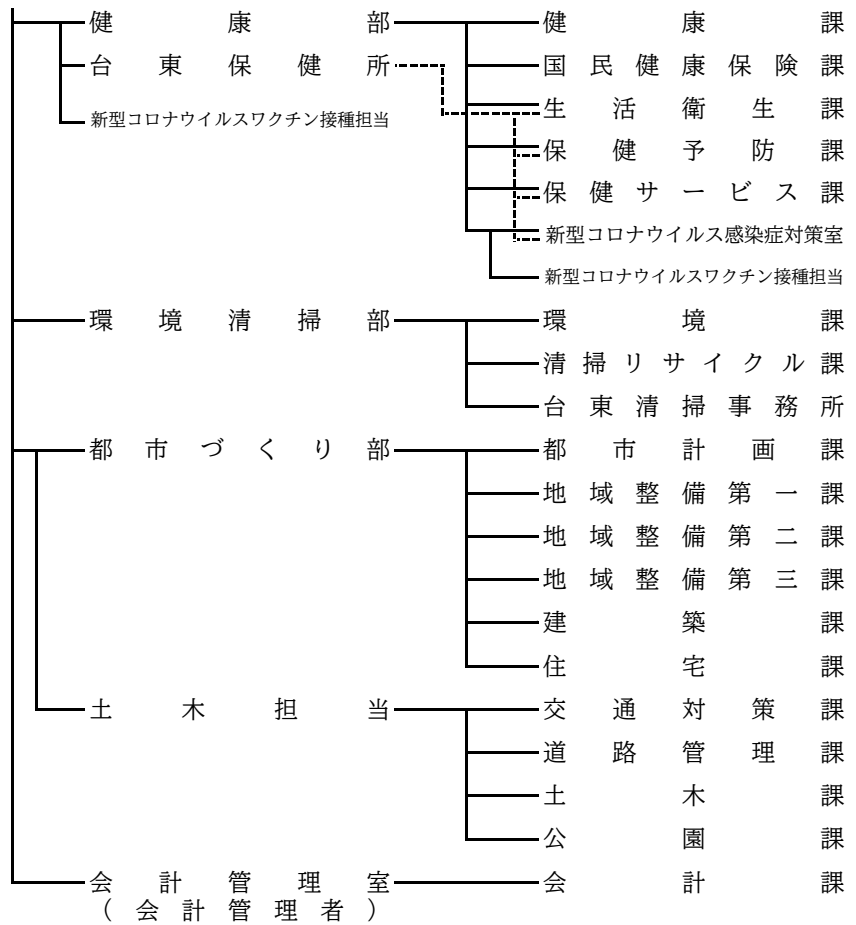 健康部 健康課
台東保健所 国民健康保険課
生活衛生課
新型コロナウイルスワクチン接種担当
保健予防課
保健サービス課
新型コロナウイルス感染症対策室
新型コロナウイルスワクチン接種担当
環境清掃部 環境課
清掃リサイクル課
台東清掃事務所
都市づくり部 都市計画課
地域整備第一課
地域整備第二課
地域整備第三課
建築課
住宅課
土木担当 交通対策課
道路管理課
土木課
公園課
会計管理室 会計課
（会計管理者）